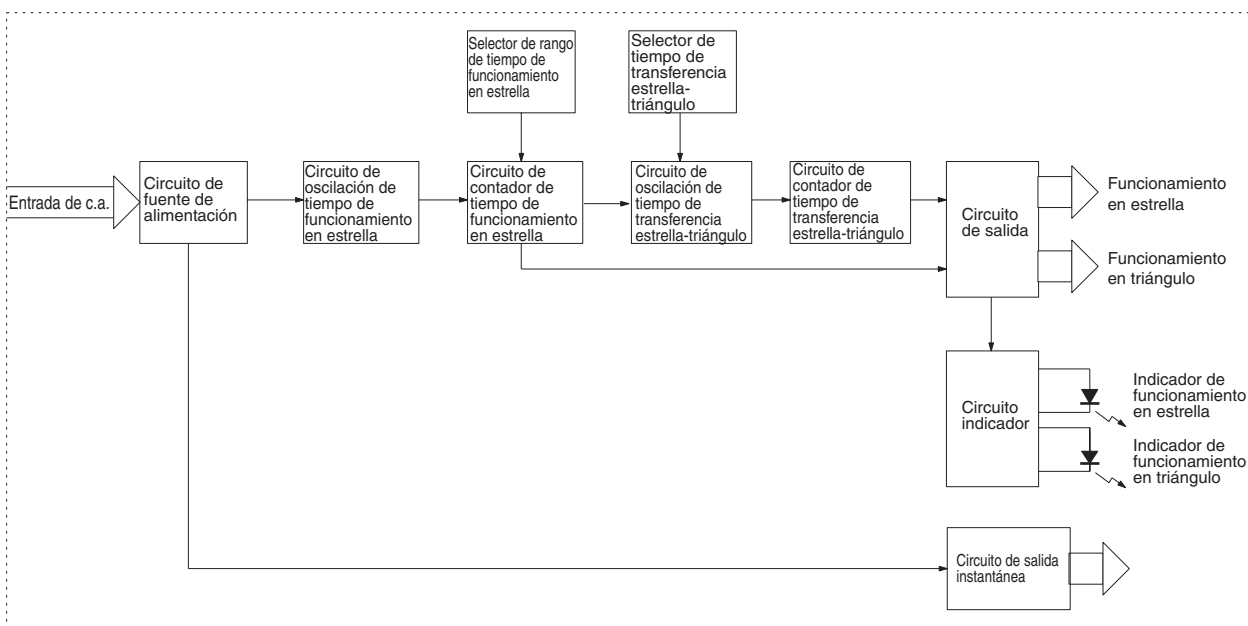 Selector de rango
de tiempo de
funcionamiento
en estrella
Selector de
tiempo de
transferencia
estrella-
triángulo
Entrada de c.a.
Circuito de
fuente de
alimentación
Circuito de
oscilación de
tiempo de
funcionamiento
en estrella
Circuito de
contador de
tiempo de
funcionamiento
en estrella
Circuito de
oscilación de
tiempo de
transferencia
estrella-triángulo
Circuito de
contador de
tiempo de
transferencia
estrella-triángulo
Circuito
de salida
Funcionamiento
en estrella
Funcionamiento
en triángulo
Circuito
indicador
Indicador de
funcionamiento
en estrella
Indicador de
funcionamiento
en triángulo
Circuito de salida
instantánea